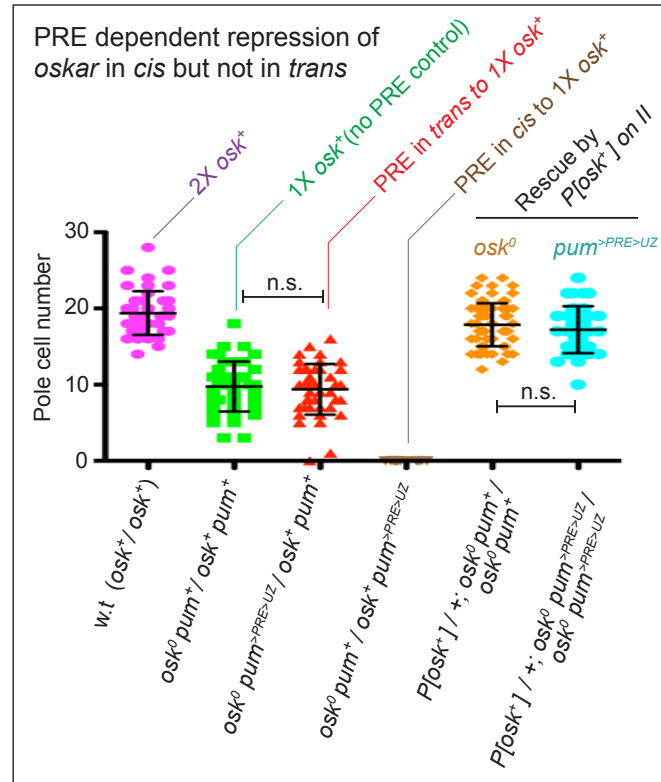 PRE dependent repression of
oskar in cis but not in trans
2X osk+
1X osk+(no PRE control)
PRE in trans to 1X osk+
PRE in cis to 1X osk+
Rescue by
P[osk+] on II
osk0
pum>PRE>UZ
n.s.
n.s.
Pole cell number
30
20
10
0
w.t (osk+/ osk+)
osk0 pum+/ osk+ pum+
osk0 pum>PRE>UZ / osk+ pum+
osk0 pum+/ osk+ pum>PRE>UZ
P[osk+] / +; osk0 pum+ /
osk0 pum+
P[osk+] / +; osk0 pum>PRE>UZ /
osk0 pum>PRE>UZ